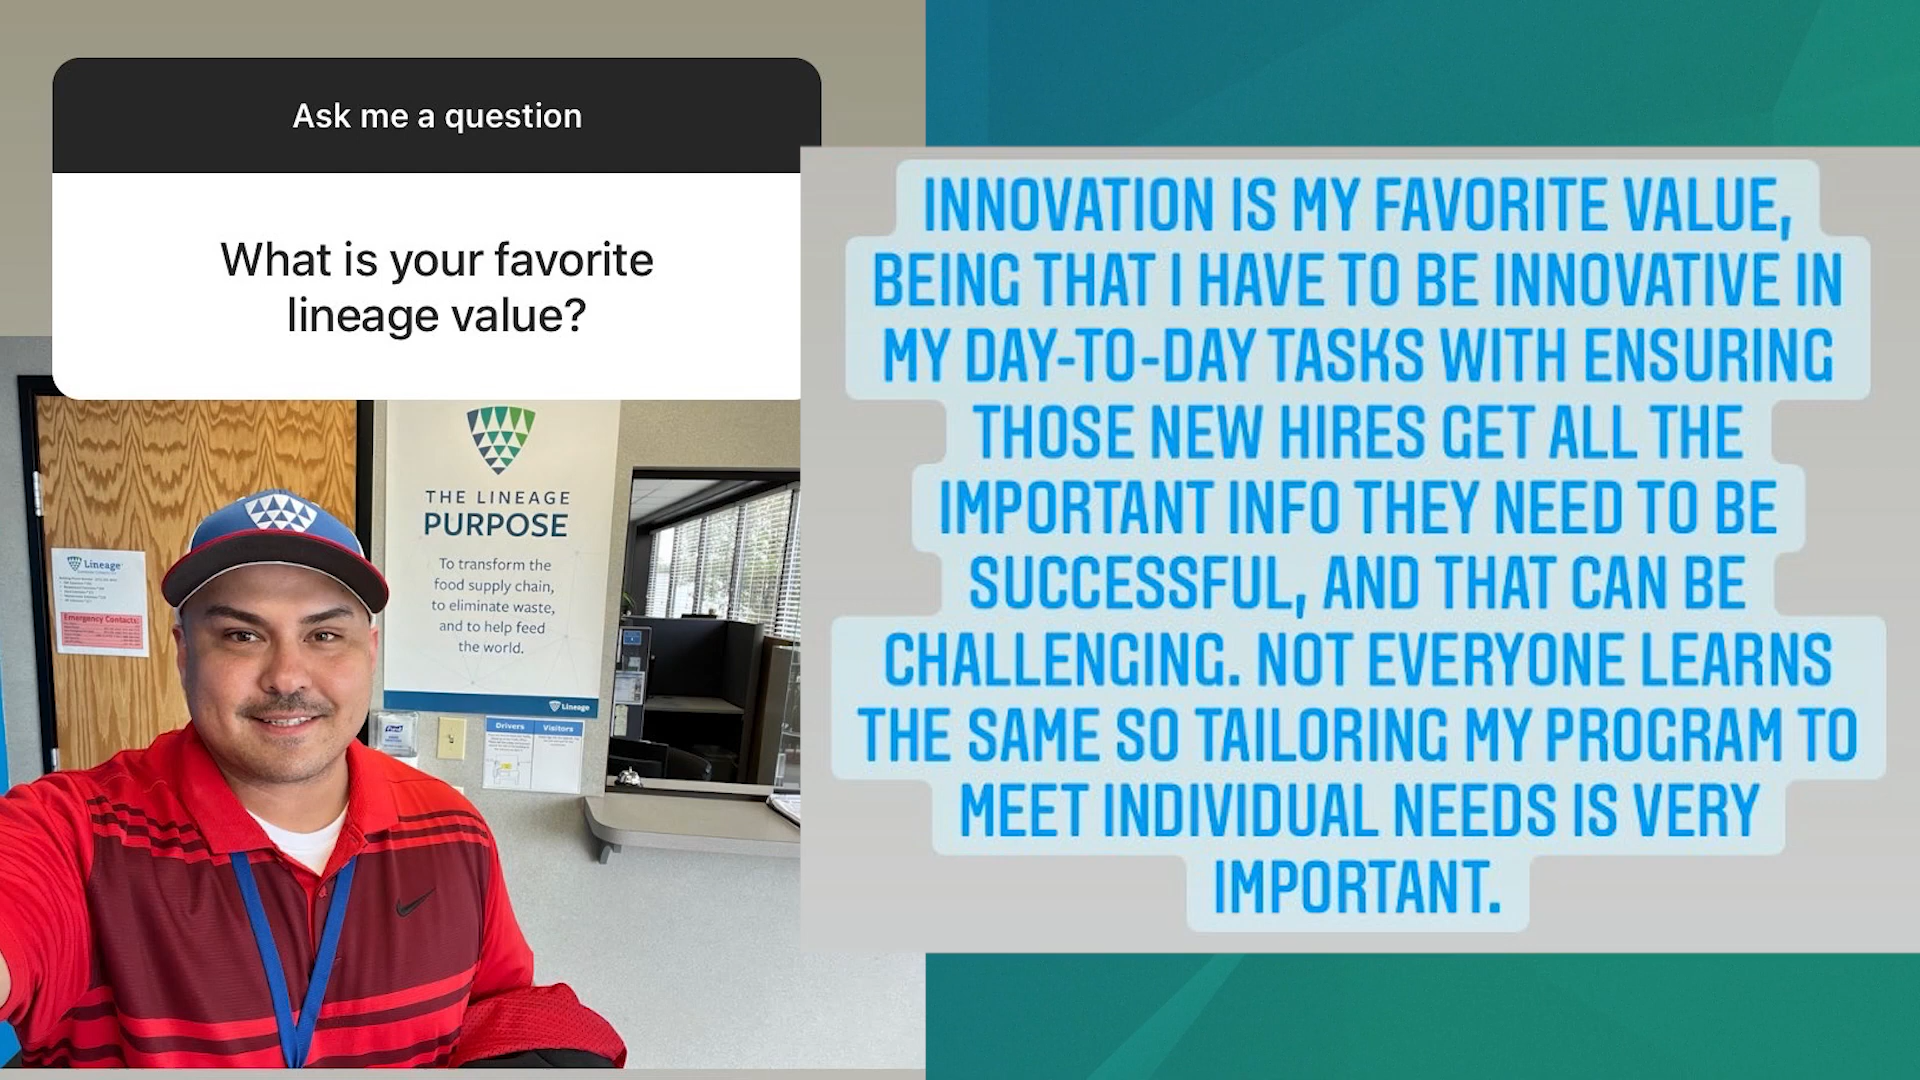 Ask me a question
What is your favorite
lineage value?
INNOVATION IS MY FAVORITE VALUE,
BEING THAT I HAVE TO BE INNOVATIVE IN
MY DAY-TO-DAY TASKS WITH ENSURING
THOSE NEW HIRES GET ALL THE
IMPORTANT INFO THEY NEED TO BE
SUCCESSFUL, AND THAT CAN BE
CHALLENGING. NOT EVERYONE LEARNS
THE SAME SO TAILORING MY PROGRAM TO
MEET INDIVIDUAL NEEDS IS VERY
IMPORTANT.
THE LINEAGE
PURPOSE
To transform the
food supply chain,
to eliminate waste,
and to help feed
the world.
Lineage
Lineage
Emergency Contacts:
Drivers
Visitors